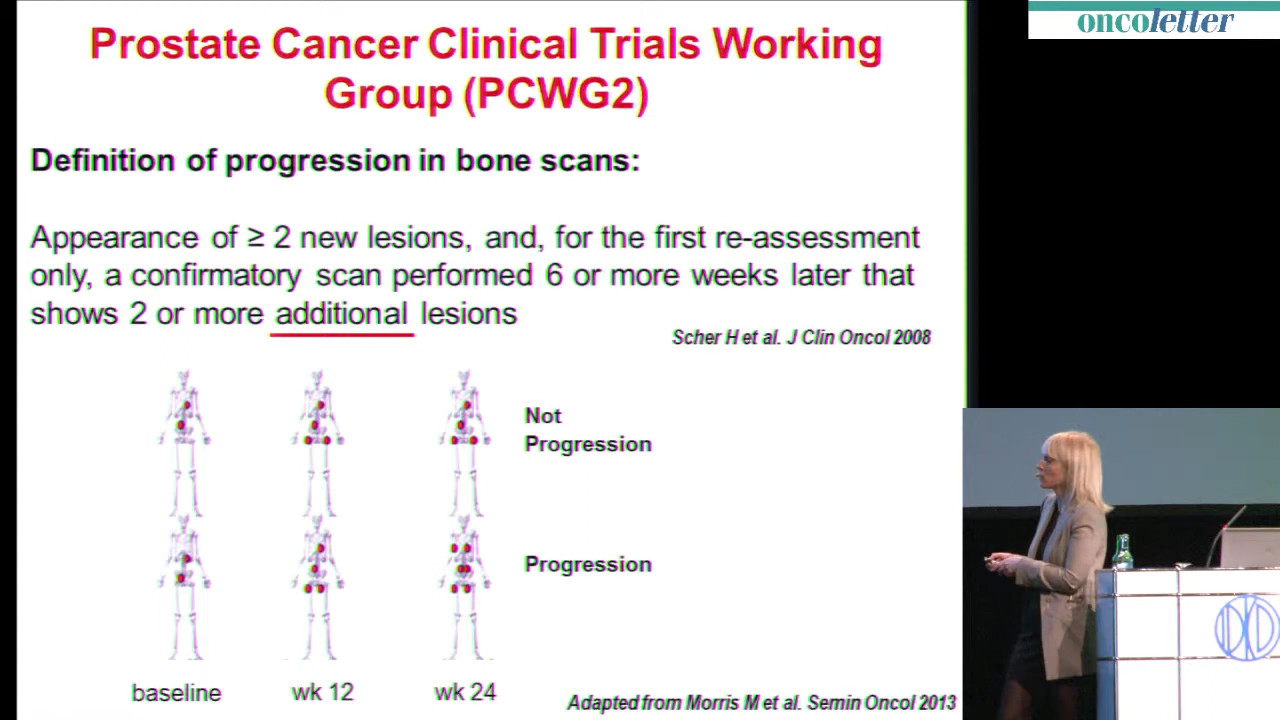 oncoletter
Prostate Cancer Clinical Trials Working
Group (PCWG2)
Definition of progression in bone scans:
Appearance of ≥ 2 new lesions, and, for the first re-assessment
only, a confirmatory scan performed 6 or more weeks later that
shows 2 or more additional lesions
Scher H et al. J Clin Oncol 2008
Not
Progression
Progression
baseline wk 12 wk 24
Adapted from Morris M et al. Semin Oncol 2013
IDKD